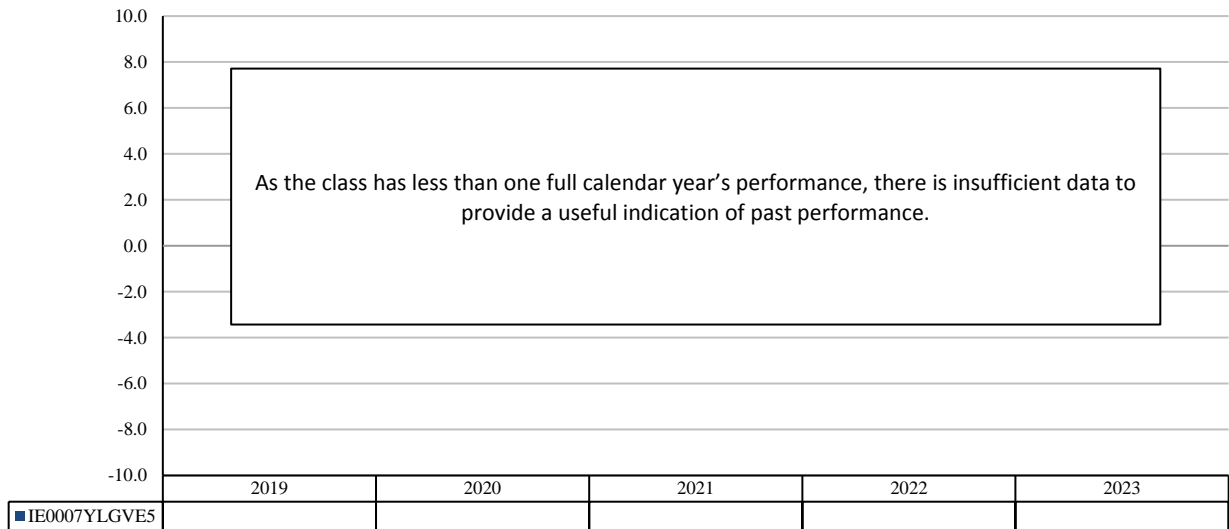 10.0
8.0
6.0
4.0
2.0
0.0
-2.0
-4.0
-6.0
-8.0
-10.0
As the class has less than one full calendar year’s performance, there is insufficient data to
provide a useful indication of past performance.
2019 2020 2021 2022 2023
IE0007YLGVE5